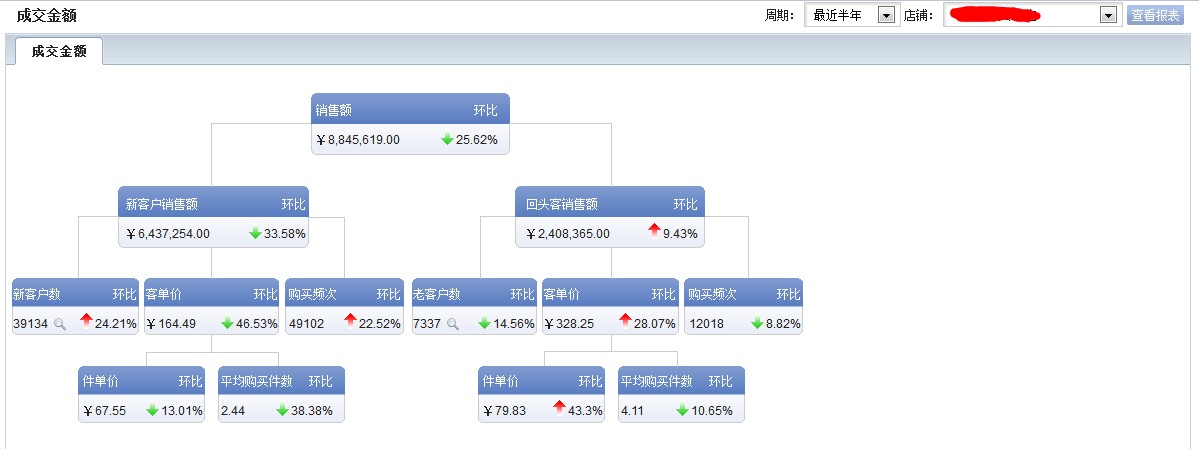 成交金额
周期： 最近半年 店铺： 查看报表
成交金额
销售额 环比
￥8,845,619.00 25.62%
新客户销售额 环比
￥6,437,254.00 33.58%
回头客销售额 环比
￥2,408,365.00 9.43%
新客户数 环比
39134 24.21%
客单价 环比
￥164.49 46.53%
购买频次 环比
49102 22.52%
老客户数 环比
7337 14.56%
客单价 环比
￥328.25 28.07%
购买频次 环比
12018 8.82%
件单价 环比
￥67.55 13.01%
平均购买件数 环比
2.44 38.38%
件单价 环比
￥79.83 43.3%
平均购买件数 环比
4.11 10.65%